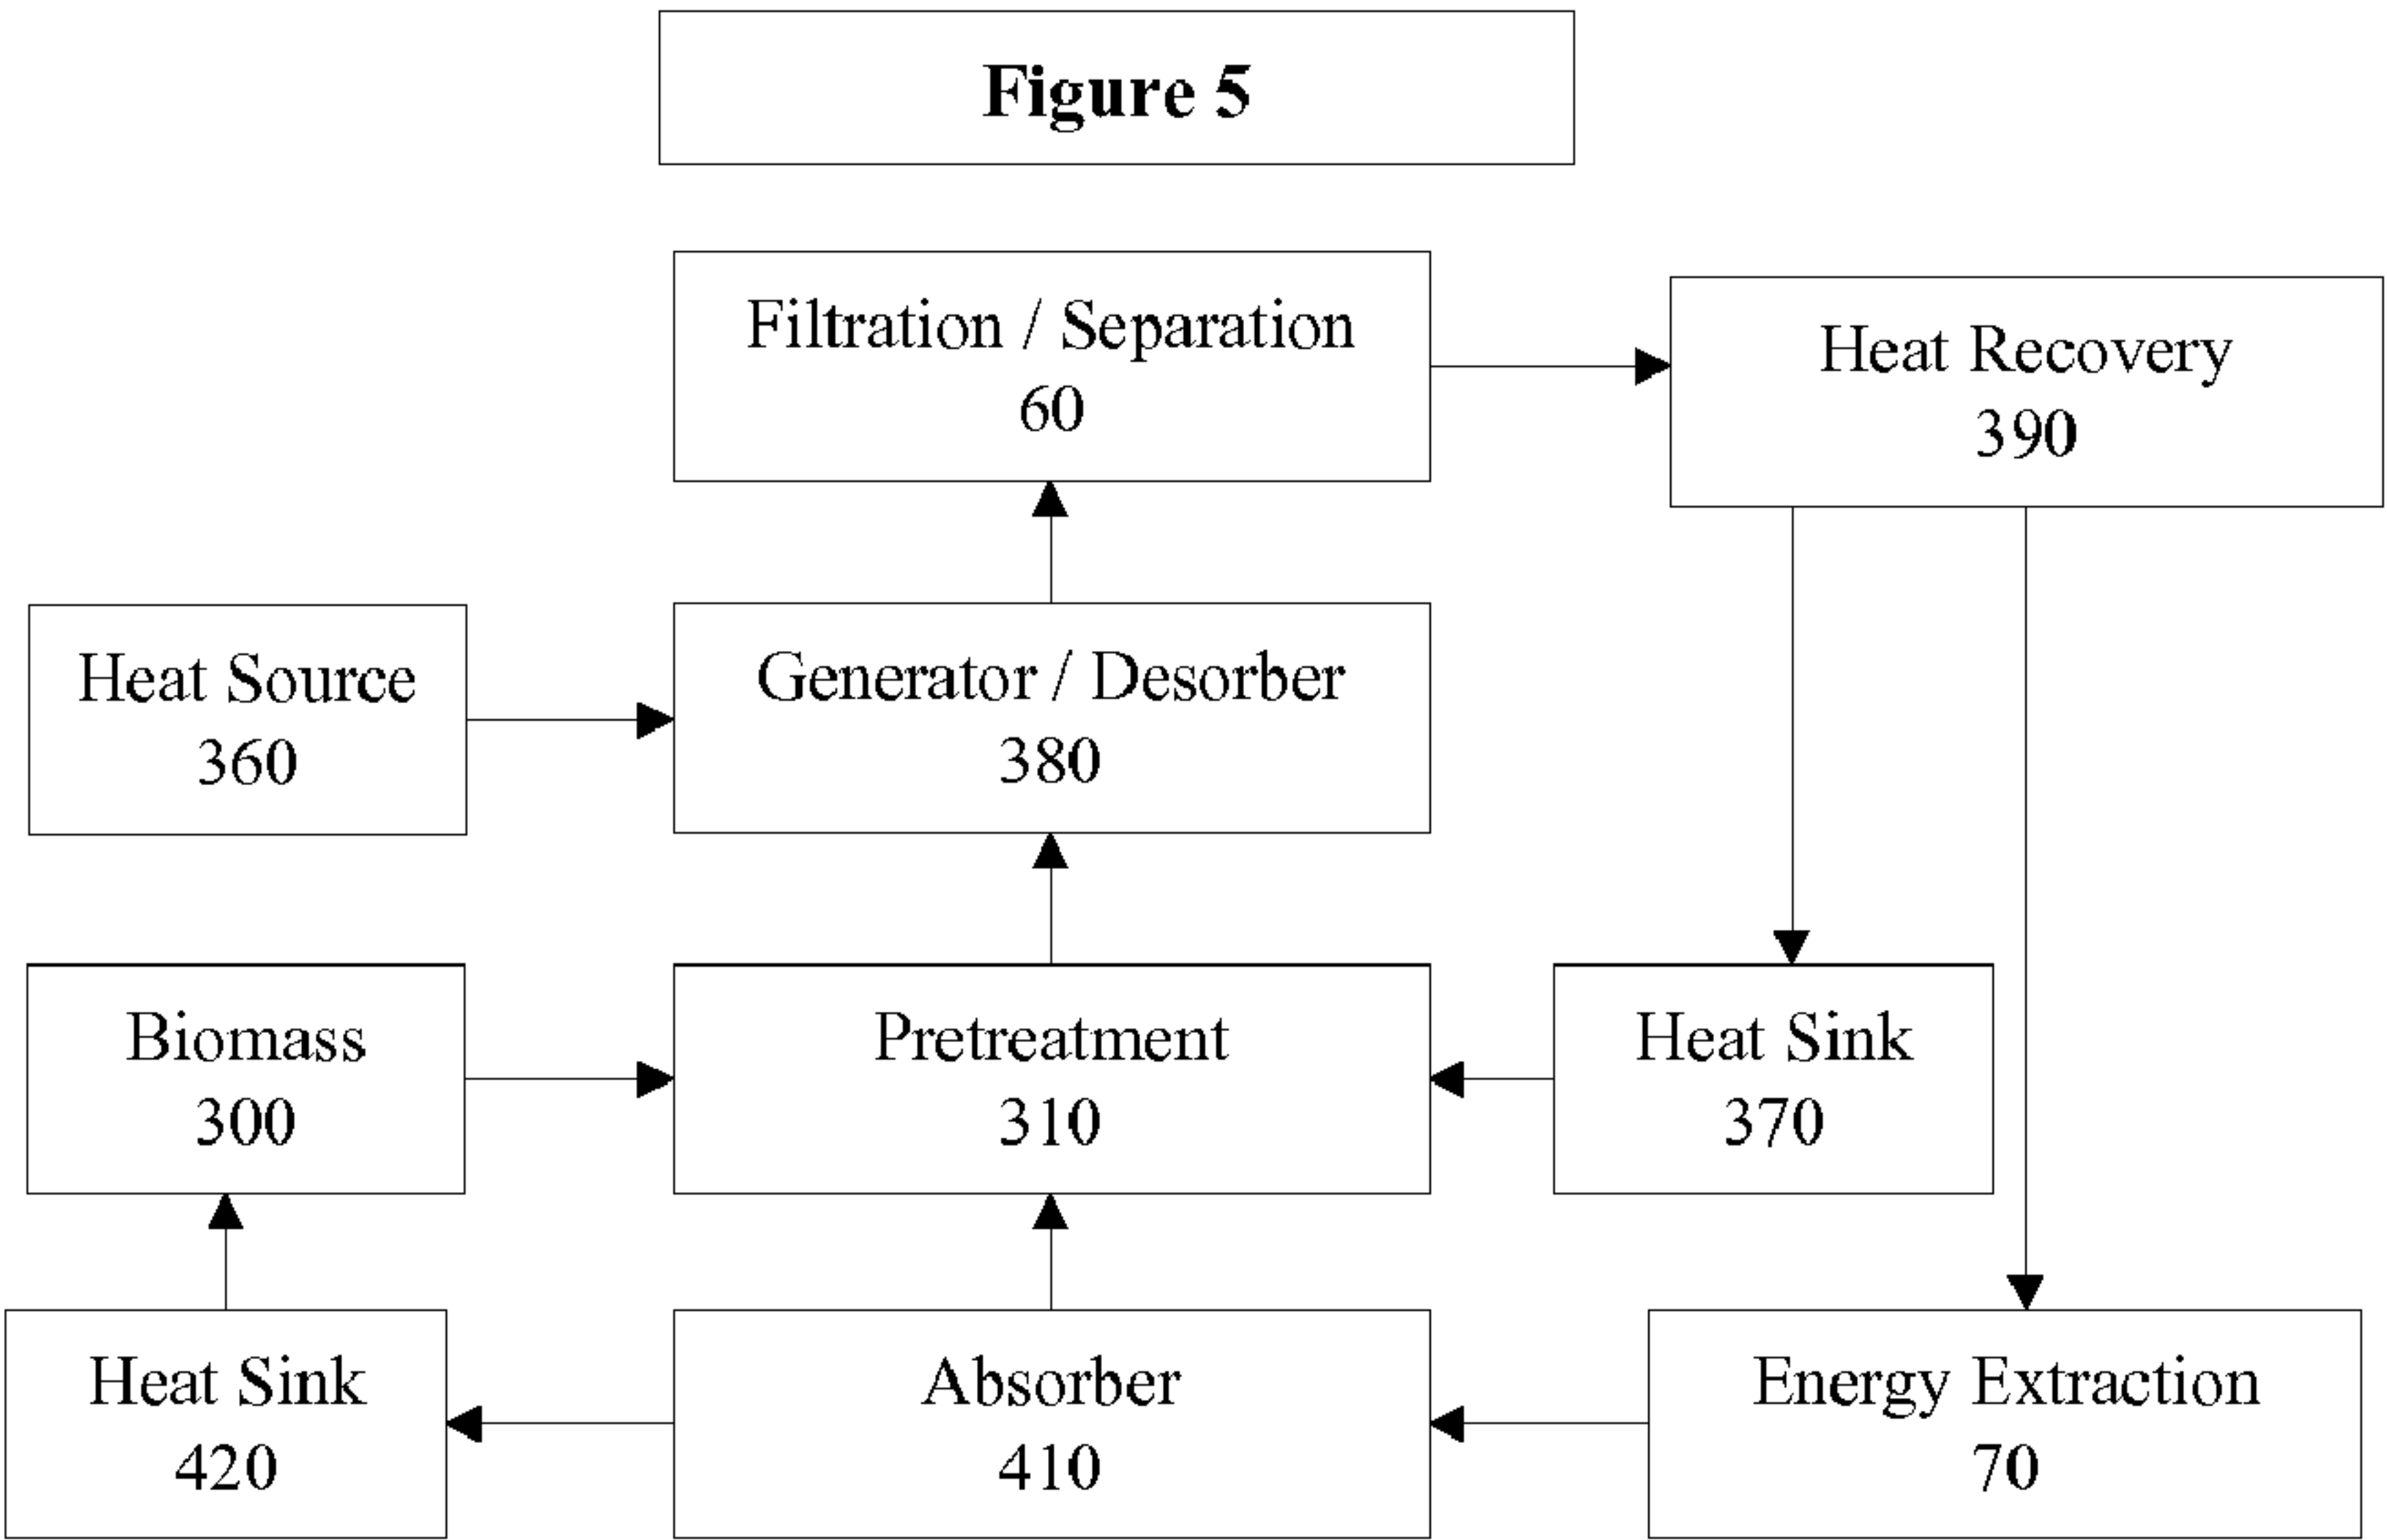 Figure 5
Filtration / Separation
60
Heat Recovery
390
Heat Source
360
Generator / Desorber
380
Biomass
300
Pretreatment
310
Heat Sink
370
Heat Sink
420
Absorber
410
Energy Extraction
70